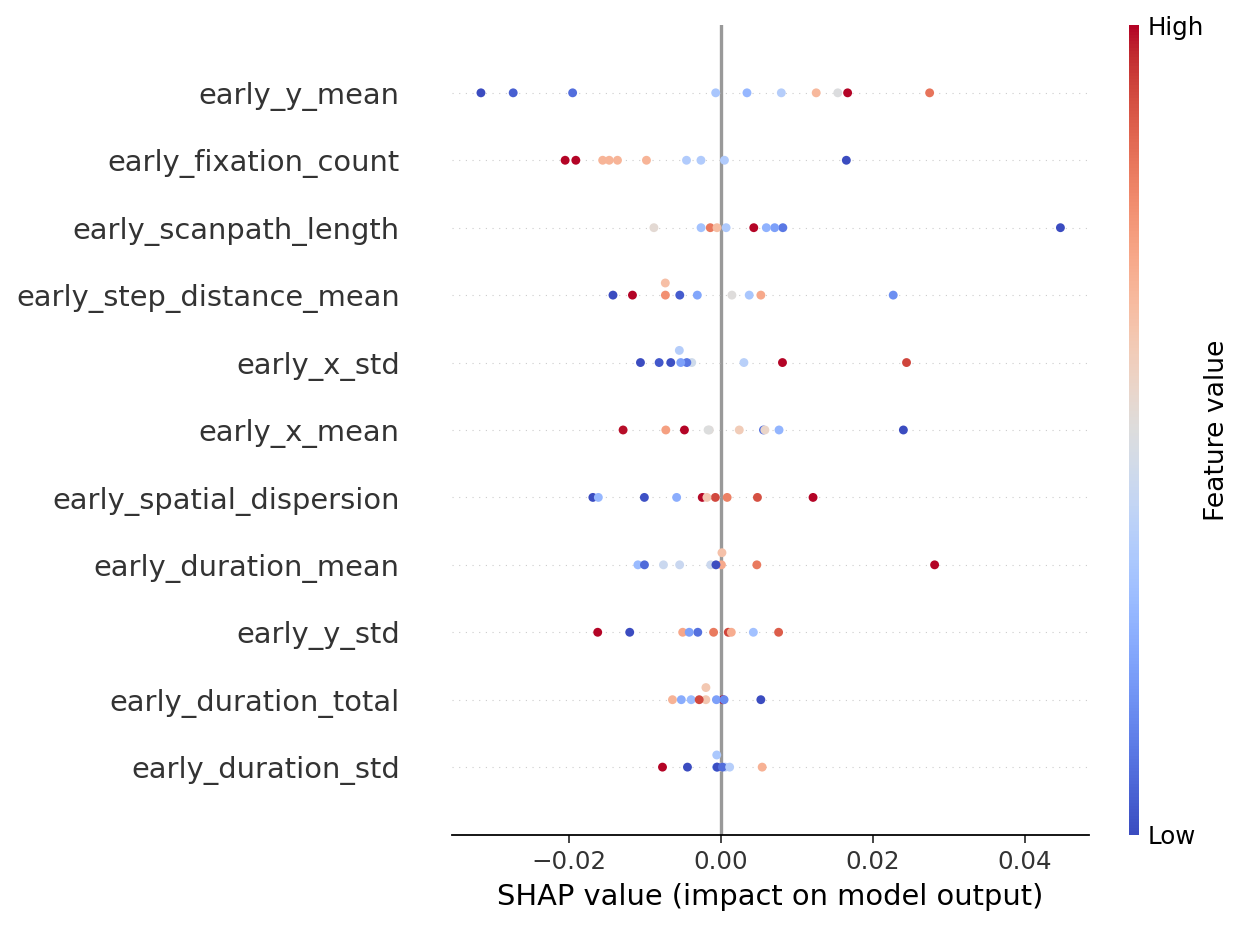 High
early_y_mean
early_fixation_count
early_scanpath_length
early_step_distance_mean
early_x_std
early_x_mean
early_spatial_dispersion
early_duration_mean
early_y_std
early_duration_total
early_duration_std
Feature value
Low
−0.02 0.00 0.02 0.04
SHAP value (impact on model output)